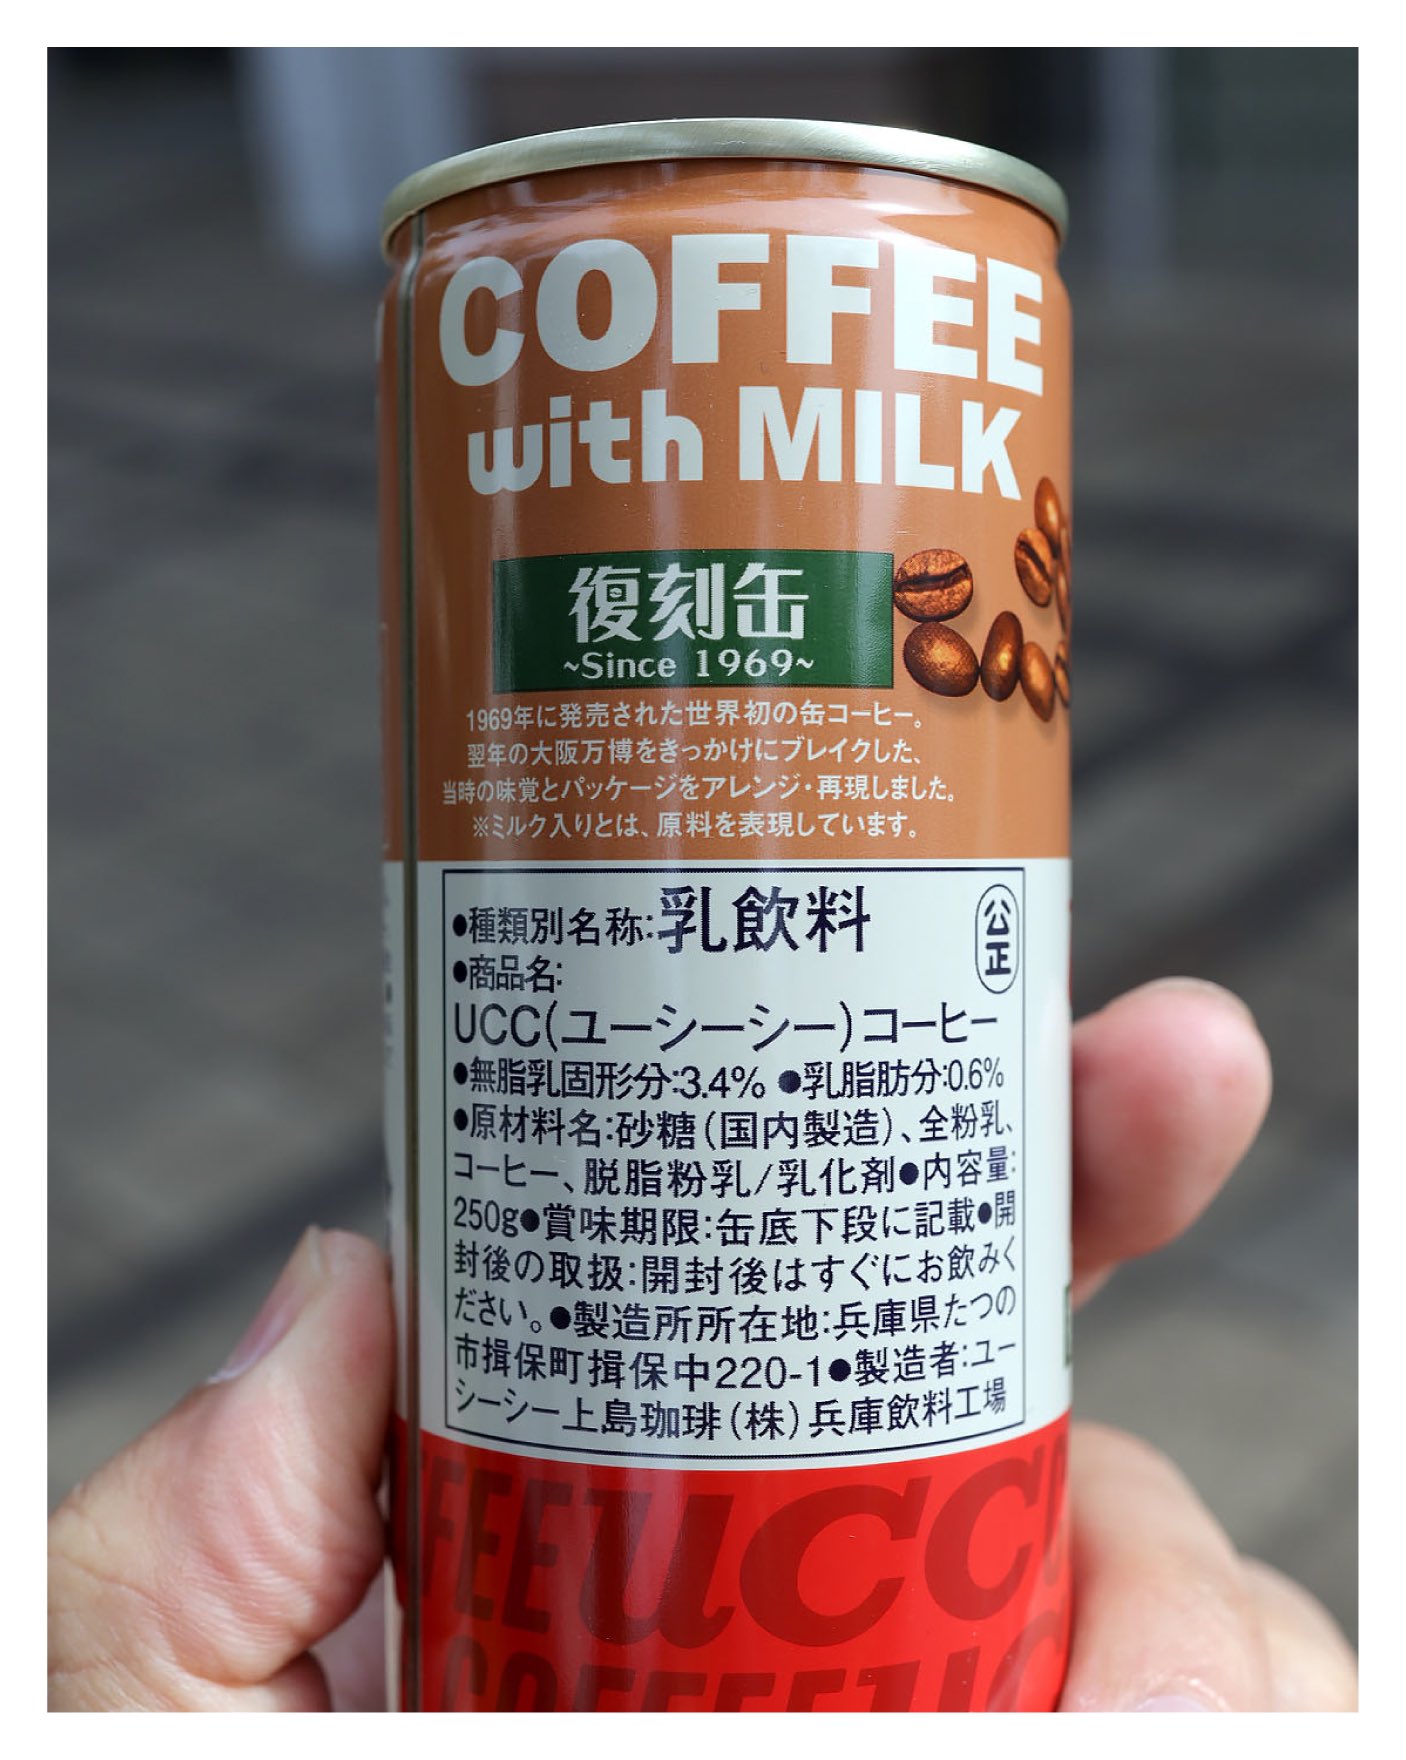 COFFEE
with MILK
復刻缶
~Since 1969~
1969年に発売された世界初の缶コーヒー。
翌年の大阪万博をきっかけにブレイクした、
当時の味覚とパッケージをアレンジ・再現しました。
※ミルク入りとは、原料を表現しています。
●種類別名称:乳飲料
公正
●商品名:
UCC(ユーシーシー)コーヒー
●無脂乳固形分:3.4% ●乳脂肪分:0.6%
●原材料名:砂糖(国内製造)、全粉乳、
コーヒー、脱脂粉乳/乳化剤●内容量:
250g●賞味期限:缶底下段に記載●開
封後の取扱:開封後はすぐにお飲みく
ださい。●製造所所在地:兵庫県たつの
市揖保町揖保中220-1●製造者:ユー
シーシー上島珈琲(株)兵庫飲料工場
FEEUCC
COFFEEUC